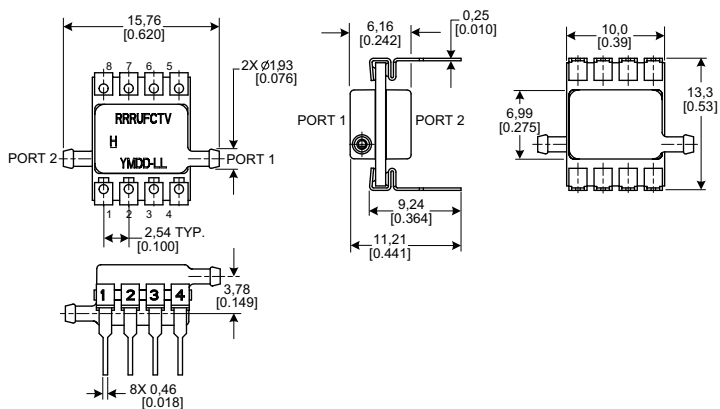 15,76
[0.620]
8 7 6 5
2X Ø1,93
[0.076]
RRRUFCTV
H
YMDD-LL
PORT 2
PORT 1
1 2 3 4
2,54 TYP.
[0.100]
6,16
[0.242]
0,25
[0.010]
PORT 1
PORT 2
9,24
[0.364]
11,21
[0.441]
10,0
[0.39]
6,99
[0.275]
13,3
[0.53]
1 2 3 4
3,78
[0.149]
8X 0,46
[0.018]